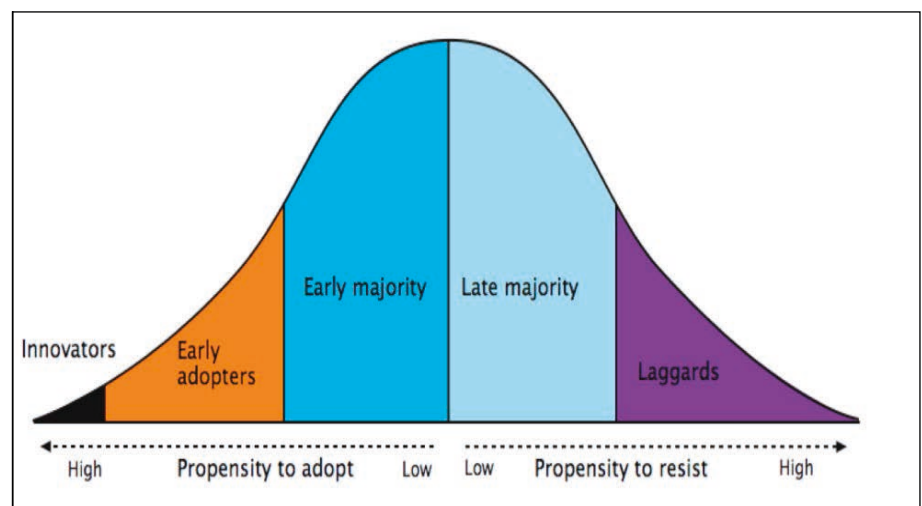 Innovators
Early
adopters
Early majority
Late majority
Laggards
High Propensity to adopt Low
Low Propensity to resist High